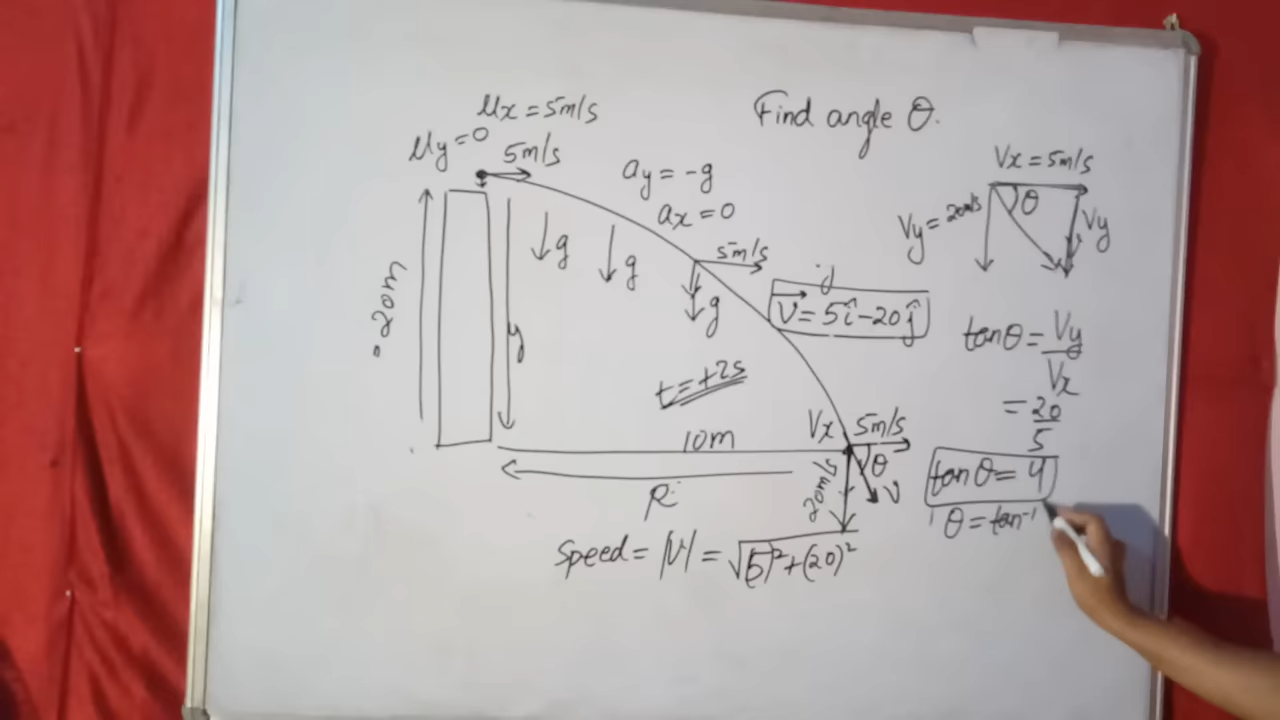 Find angle θ.
ux = 5m/s
uy = 0
5m/s
ay = -g
ax = 0
g
g
5m/s
g
-20m
y
V = 5î - 20ĵ
t = +2s
10m
R
Vx
5m/s
θ
V
20m/s
Speed = |V| = √(5)² + (20)²
Vx = 5m/s
Vy = 20m/s
θ
Vy
tanθ = Vy
Vx
= 20
5
tanθ = 4
θ = tan⁻¹